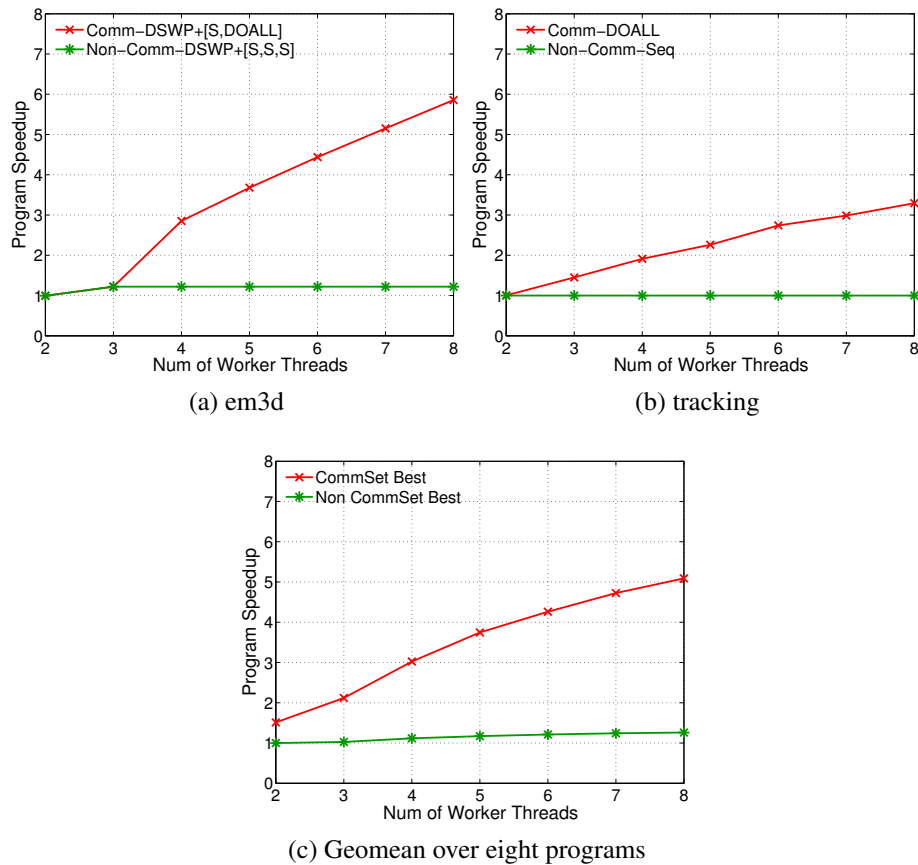 8
7
6
5
4
3
2
1
0
Program Speedup
Comm-DSWP+[S,DOALL]
Non-Comm-DSWP+[S,S,S]
2 3 4 5 6 7 8
Num of Worker Threads
(a) em3d
8
7
6
5
4
3
2
1
0
Program Speedup
Comm-DOALL
Non-Comm-Seq
2 3 4 5 6 7 8
Num of Worker Threads
(b) tracking
8
7
6
5
4
3
2
1
0
Program Speedup
CommSet Best
Non CommSet Best
2 3 4 5 6 7 8
Num of Worker Threads
(c) Geomean over eight programs